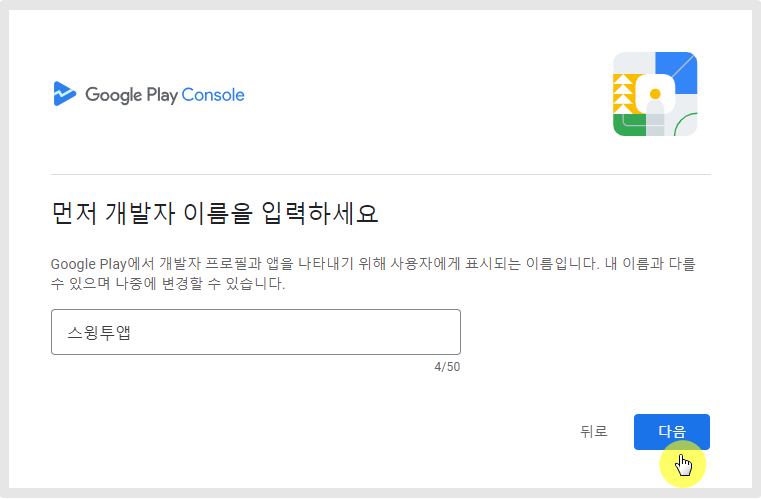 Google Play Console
먼저 개발자 이름을 입력하세요
Google Play에서 개발자 프로필과 앱을 나타내기 위해 사용자에게 표시되는 이름입니다. 내 이름과 다를
수 있으며 나중에 변경할 수 있습니다.
스윙투앱
4/50
뒤로 다음